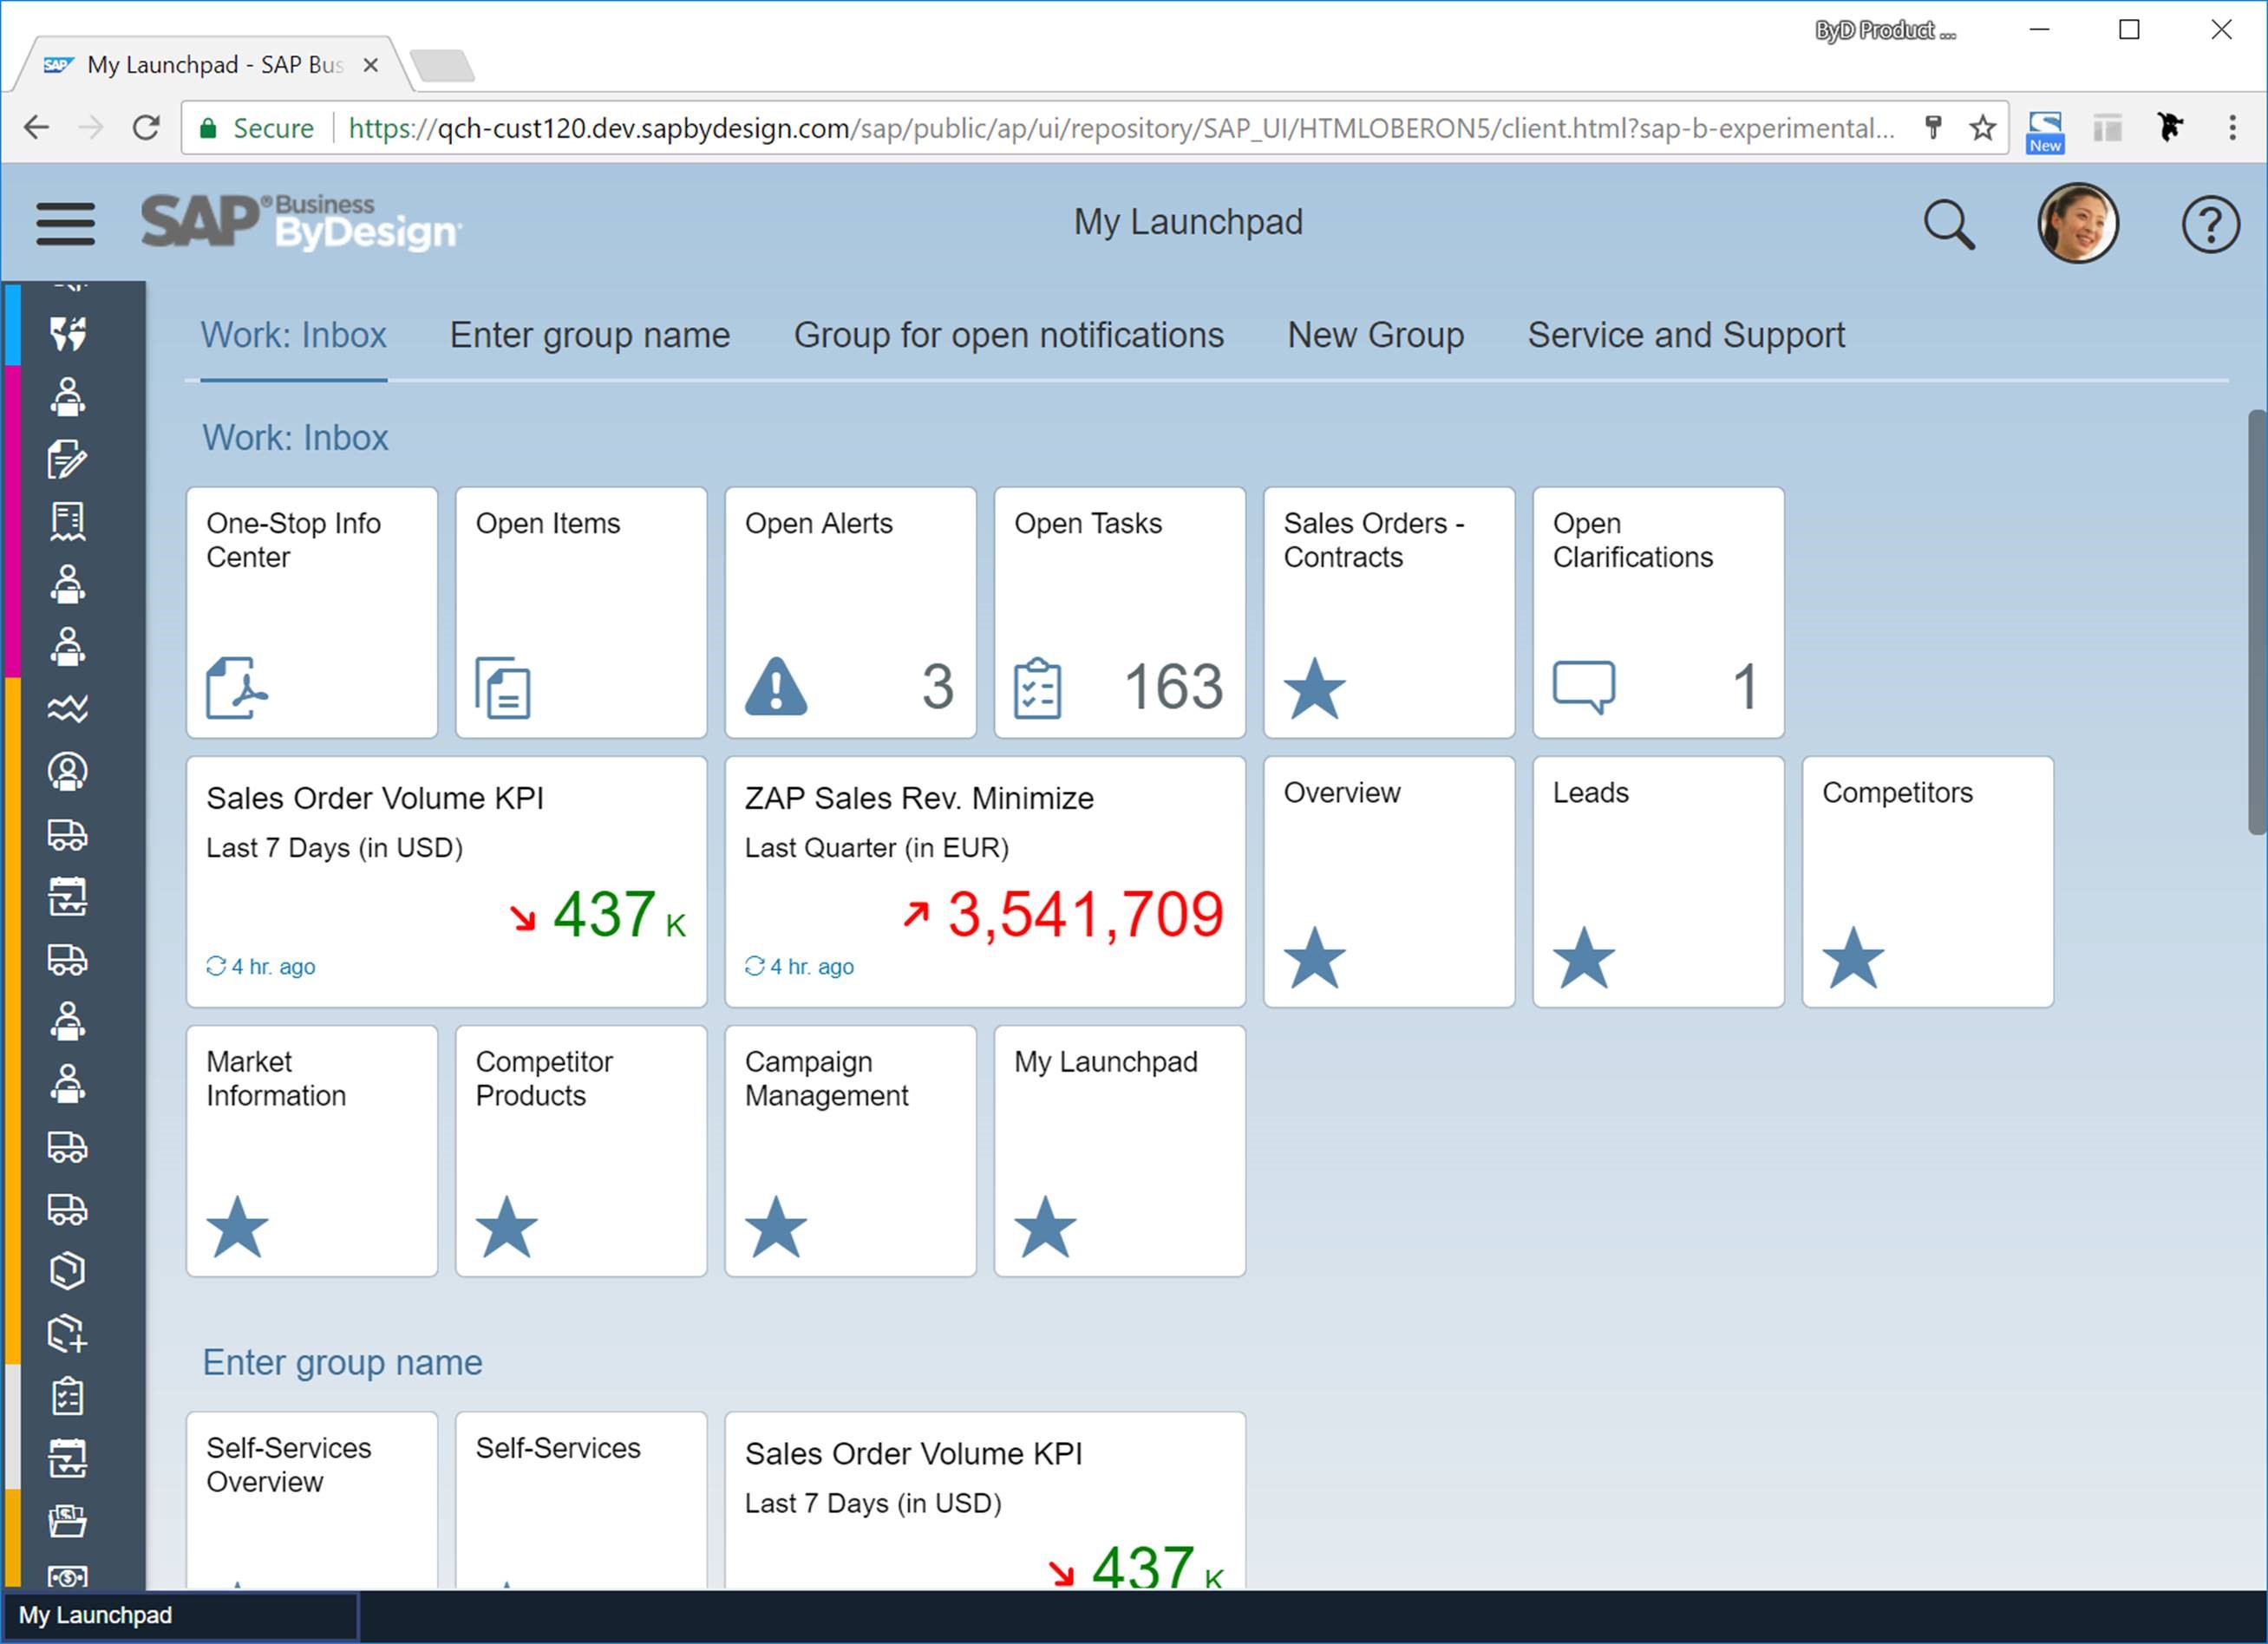 ByD Product ...
My Launchpad - SAP Bus
Secure
https://qch-cust120.dev.sapbydesign.com/sap/public/ap/ui/repository/SAP_UI/HTMLOBERON5/client.html?sap-b-experimental...
New
SAP® Business ByDesign
My Launchpad
Work: Inbox
Enter group name
Group for open notifications
New Group
Service and Support
Work: Inbox
One-Stop Info
Center
Open Items
Open Alerts
3
Open Tasks
163
Sales Orders -
Contracts
Open
Clarifications
1
Sales Order Volume KPI
Last 7 Days (in USD)
437 K
4 hr. ago
ZAP Sales Rev. Minimize
Last Quarter (in EUR)
3,541,709
4 hr. ago
Overview
Leads
Competitors
Market
Information
Competitor
Products
Campaign
Management
My Launchpad
Enter group name
Self-Services
Overview
Self-Services
Sales Order Volume KPI
Last 7 Days (in USD)
437 K
My Launchpad